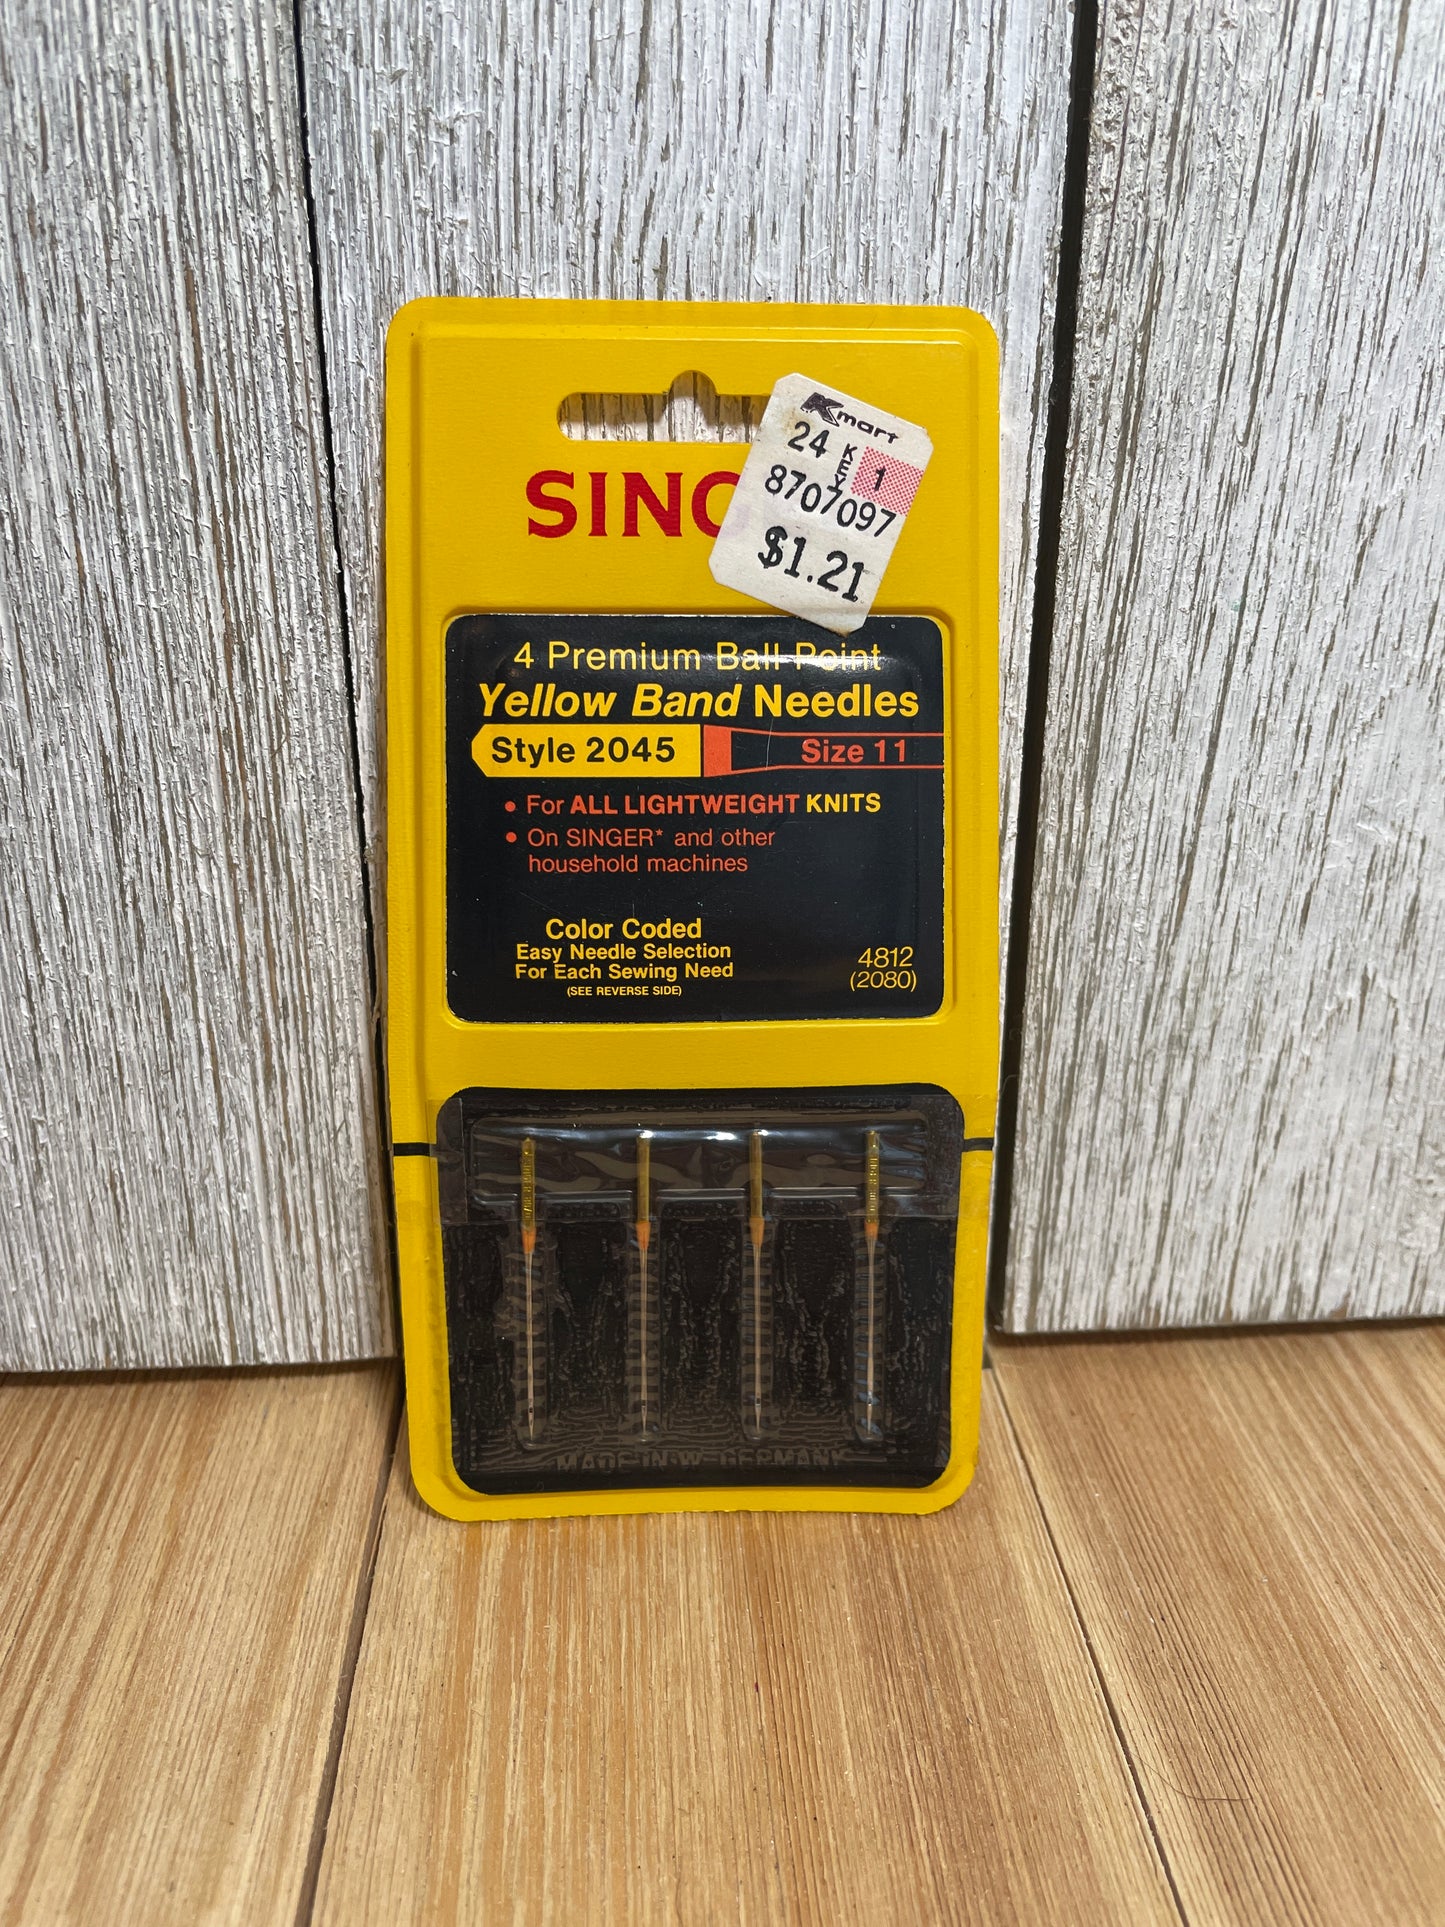 Kmart
24 KEY 1
8707097
$1.21
SING
4 Premium Ball Point
Yellow Band Needles
Style 2045 Size 11
• For ALL LIGHTWEIGHT KNITS
• On SINGER* and other
household machines
Color Coded
Easy Needle Selection
For Each Sewing Need
(SEE REVERSE SIDE)
4812
(2080)
MADE IN W. GERMANY